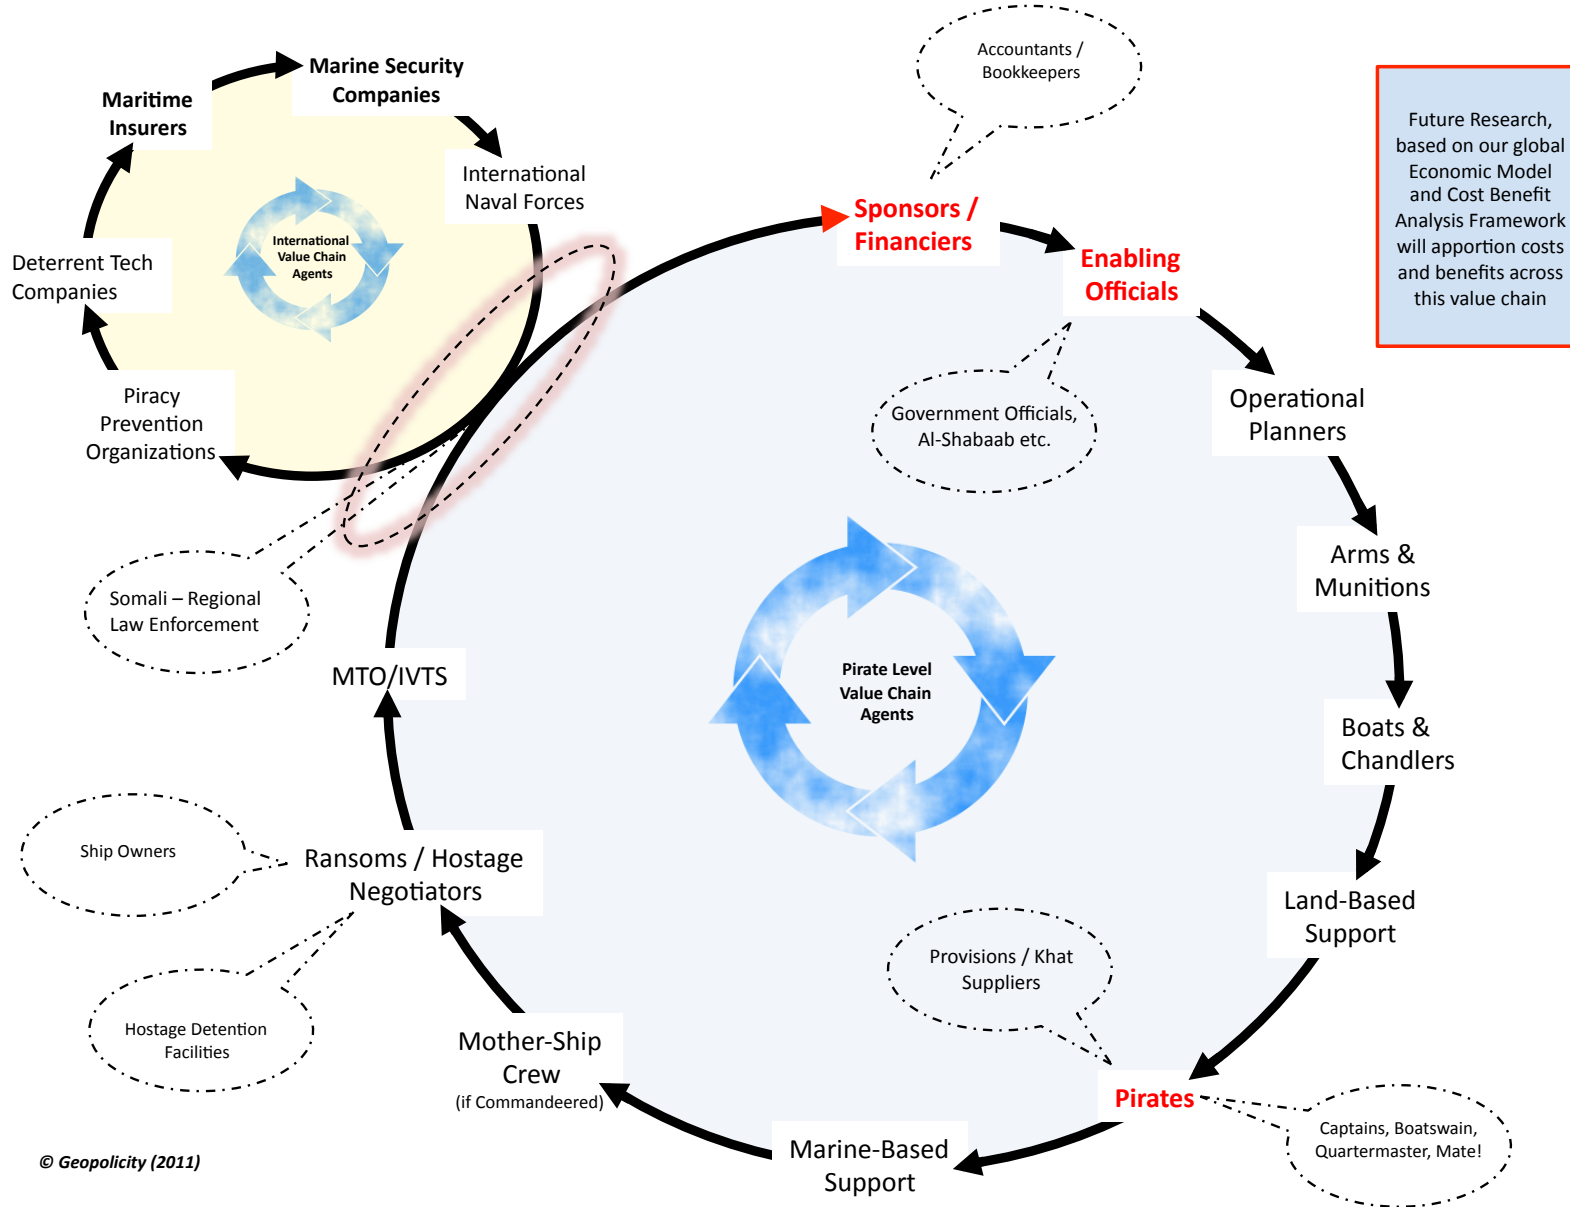 Marine Security
Companies
Maritime
Insurers
International
Naval Forces
International
Value Chain
Agents
Deterrent Tech
Companies
Piracy
Prevention
Organizations
Accountants /
Bookkeepers
Future Research,
based on our global
Economic Model
and Cost Benefit
Analysis Framework
will apportion costs
and benefits across
this value chain
Sponsors /
Financiers
Enabling
Officials
Government Officials,
Al-Shabaab etc.
Operational
Planners
Arms &
Munitions
Somali – Regional
Law Enforcement
MTO/IVTS
Pirate Level
Value Chain
Agents
Boats &
Chandlers
Ship Owners
Ransoms / Hostage
Negotiators
Land-Based
Support
Provisions / Khat
Suppliers
Hostage Detention
Facilities
Mother-Ship
Crew
(if Commandeered)
Pirates
Captains, Boatswain,
Quartermaster, Mate!
Marine-Based
Support
© Geopolicity (2011)